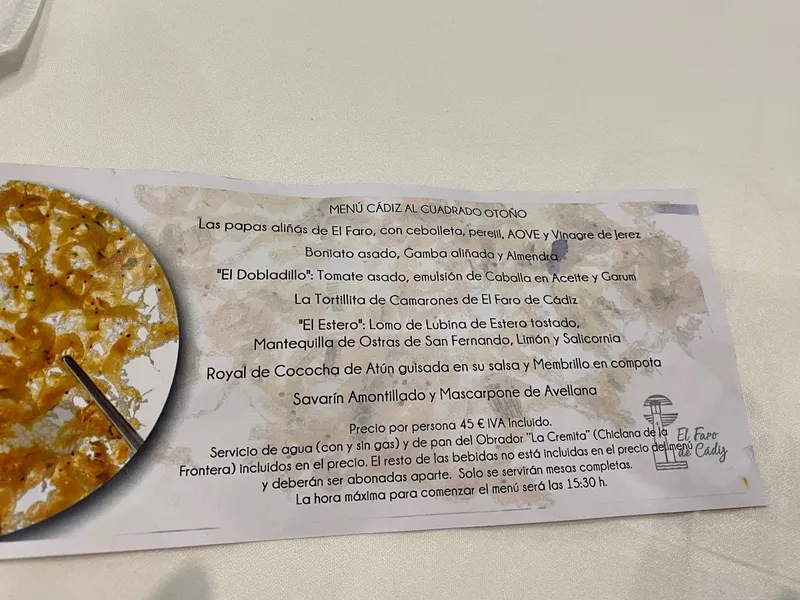 MENÚ CÁDIZ AL CUADRADO OTOÑO
Las papas aliñás de El Faro, con cebolleta, perejil, AOVE y Vinagre de Jerez
Boniato asado, Gamba aliñada y Almendra
"El Dobladillo": Tomate asado, emulsión de Caballa en Aceite y Garum
La Tortillita de Camarones de El Faro de Cádiz
"El Estero": Lomo de Lubina de Estero tostado,
Mantequilla de Ostras de San Fernando, Limón y Salicornia
Royal de Cococha de Atún guisada en su salsa y Membrillo en compota
Savarín Amontillado y Mascarpone de Avellana
Precio por persona 45 € IVA Incluido.
Servicio de agua (con y sin gas) y de pan del Obrador "La Cremita" (Chiclana de la
Frontera) incluidos en el precio. El resto de las bebidas no está incluidas en el precio del menú
y deberán ser abonadas aparte. Solo se servirán mesas completas.
La hora máxima para comenzar el menú será las 15:30 h.
El Faro
de Cády